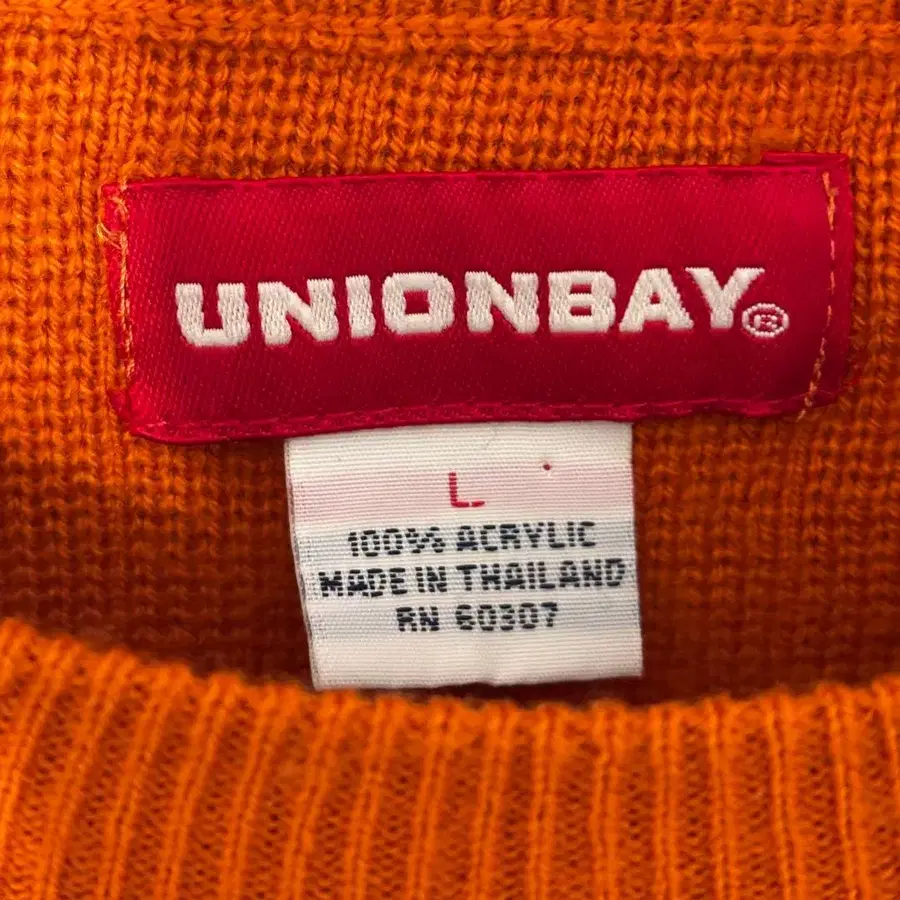 UNIONBAY®
L
100% ACRYLIC
MADE IN THAILAND
RN 60307